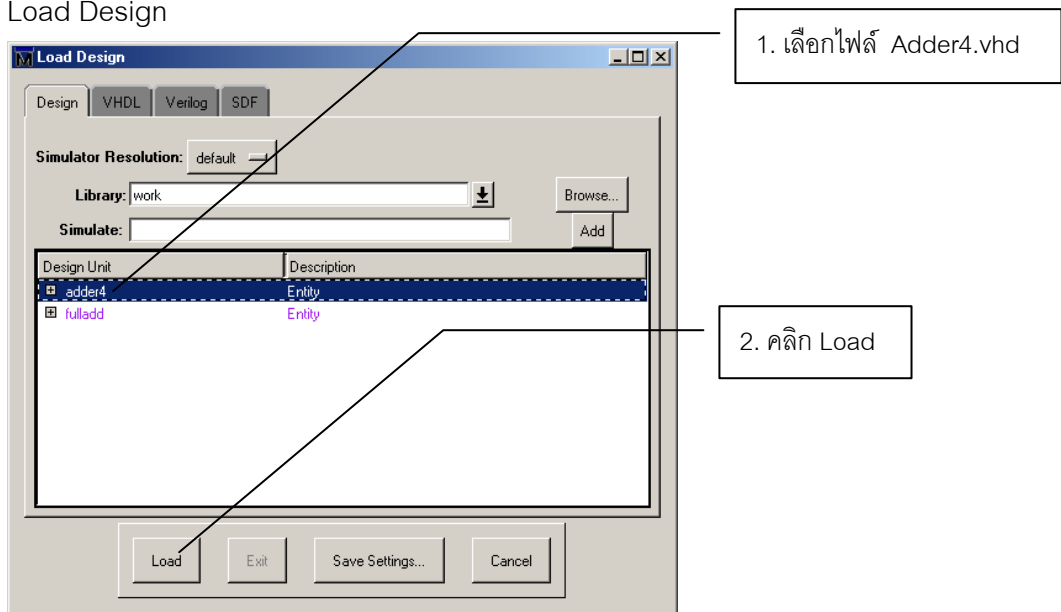 Load Design
1. เลือกไฟล์ Adder4.vhd
Load Design
Design VHDL Verilog SDF
Simulator Resolution: default
Library: work Browse...
Simulate: Add
Design Unit Description
adder4 Entity
fulladd Entity
2. คลิก Load
Load Exit Save Settings... Cancel